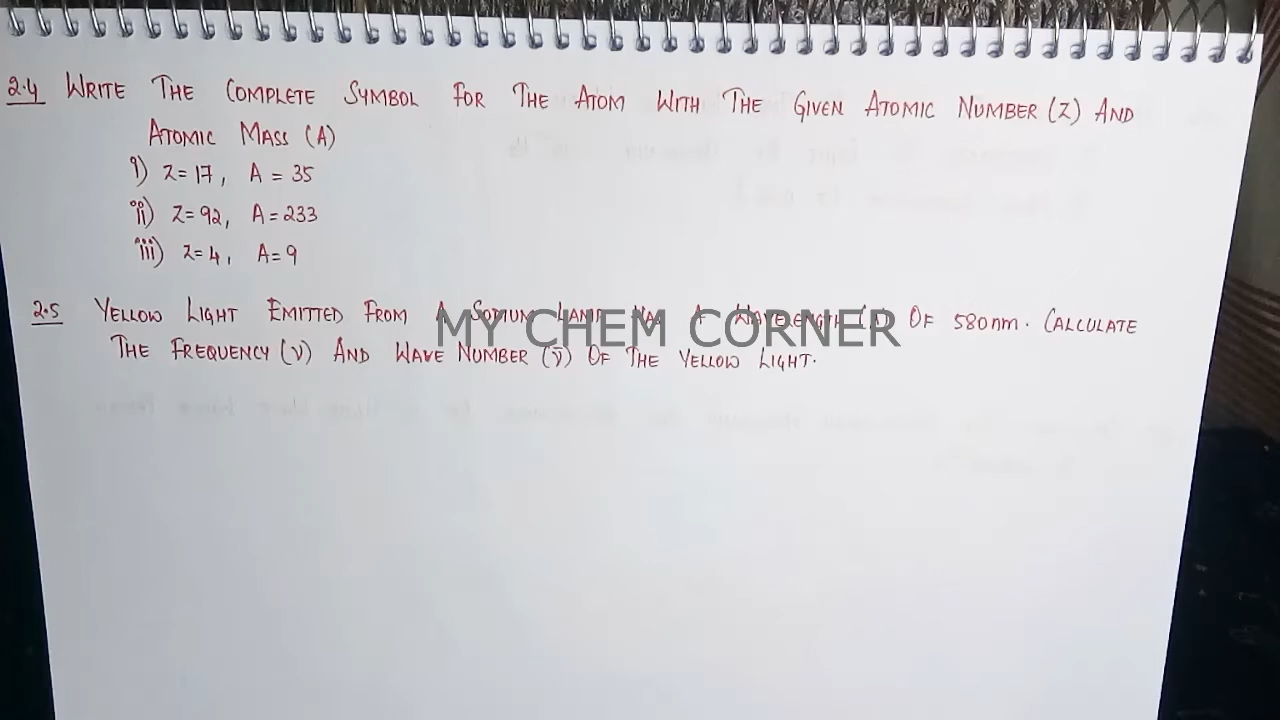 2.4 WRITE THE COMPLETE SYMBOL FOR THE ATOM WITH THE GIVEN ATOMIC NUMBER (Z) AND
ATOMIC MASS (A)
i) Z=17, A = 35
ii) Z=92, A=233
iii) Z=4, A=9
2.5 YELLOW LIGHT EMITTED FROM A SODIUM LAMP HAS A WAVELENGTH (λ) OF 580nm. CALCULATE
MY CHEM CORNER
THE FREQUENCY (ν) AND WAVE NUMBER (ν̅) OF THE YELLOW LIGHT.